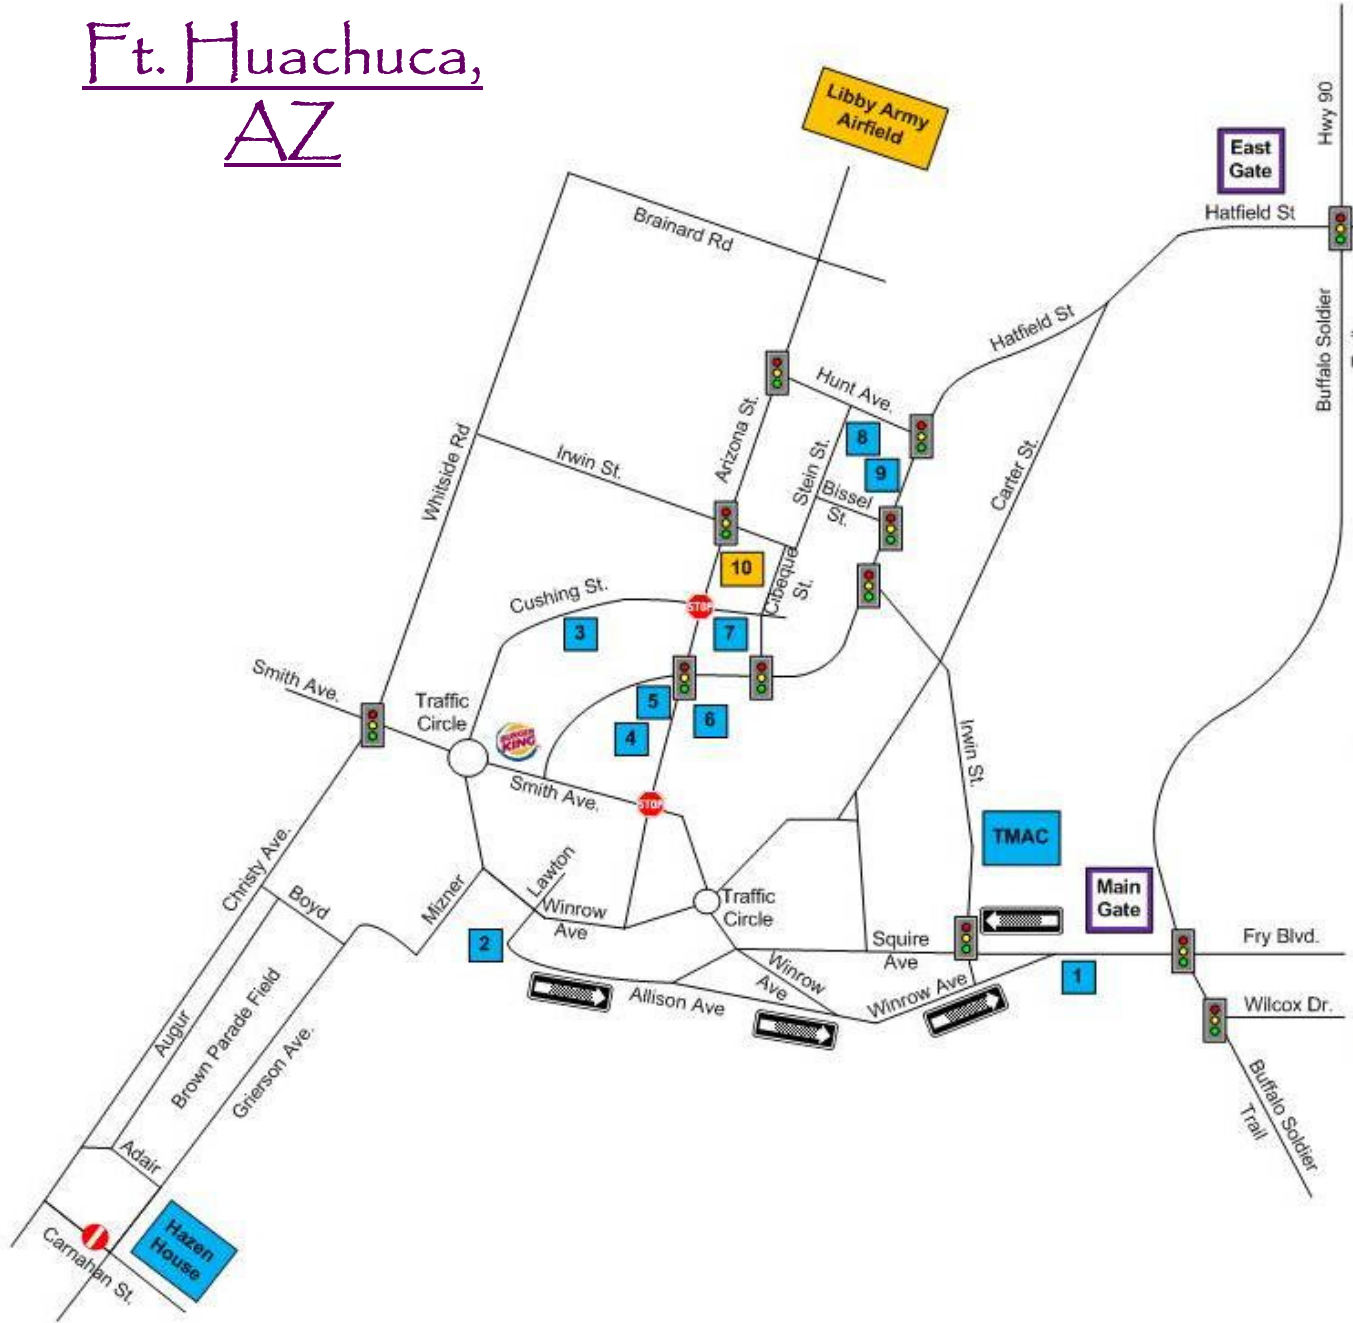 Ft. Huachuca,
AZ
Libby Army
Airfield
East
Gate
Hwy 90
Hatfield St
Brainard Rd
Buffalo Soldier
Hatfield St
Hunt Ave.
Arizona St.
Whitside Rd
Irwin St.
Stein St.
8
9
Bissel
St.
Carter St.
10
Cibeque
St.
Cushing St.
STOP
3
7
Smith Ave.
Traffic
Circle
BURGER
KING
5
6
4
Smith Ave.
STOP
Irwin St.
TMAC
Main
Gate
Christy Ave.
Boyd
Mizner
Lawton
Winrow
Ave
Traffic
Circle
2
Squire
Ave
Fry Blvd.
1
Winrow
Ave
Winrow Ave
Allison Ave
Wilcox Dr.
Augur
Brown Parade Field
Grierson Ave.
Buffalo Soldier
Trail
Adair
Hazen
House
Carnahan St.